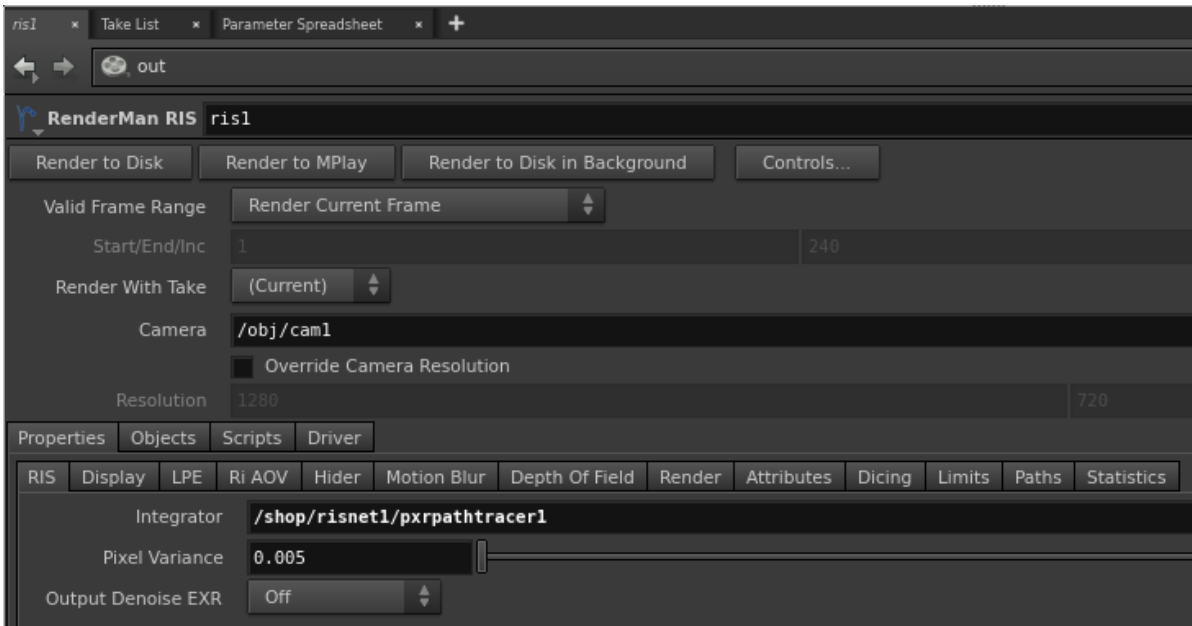 ris1 × Take List × Parameter Spreadsheet × +
out
RenderMan RIS ris1
Render to Disk Render to MPlay Render to Disk in Background Controls...
Valid Frame Range Render Current Frame
Start/End/Inc 1 240
Render With Take (Current)
Camera /obj/cam1
Override Camera Resolution
Resolution 1280 720
Properties Objects Scripts Driver
RIS Display LPE Ri AOV Hider Motion Blur Depth Of Field Render Attributes Dicing Limits Paths Statistics
Integrator /shop/risnet1/pxrpathtracer1
Pixel Variance 0.005
Output Denoise EXR Off